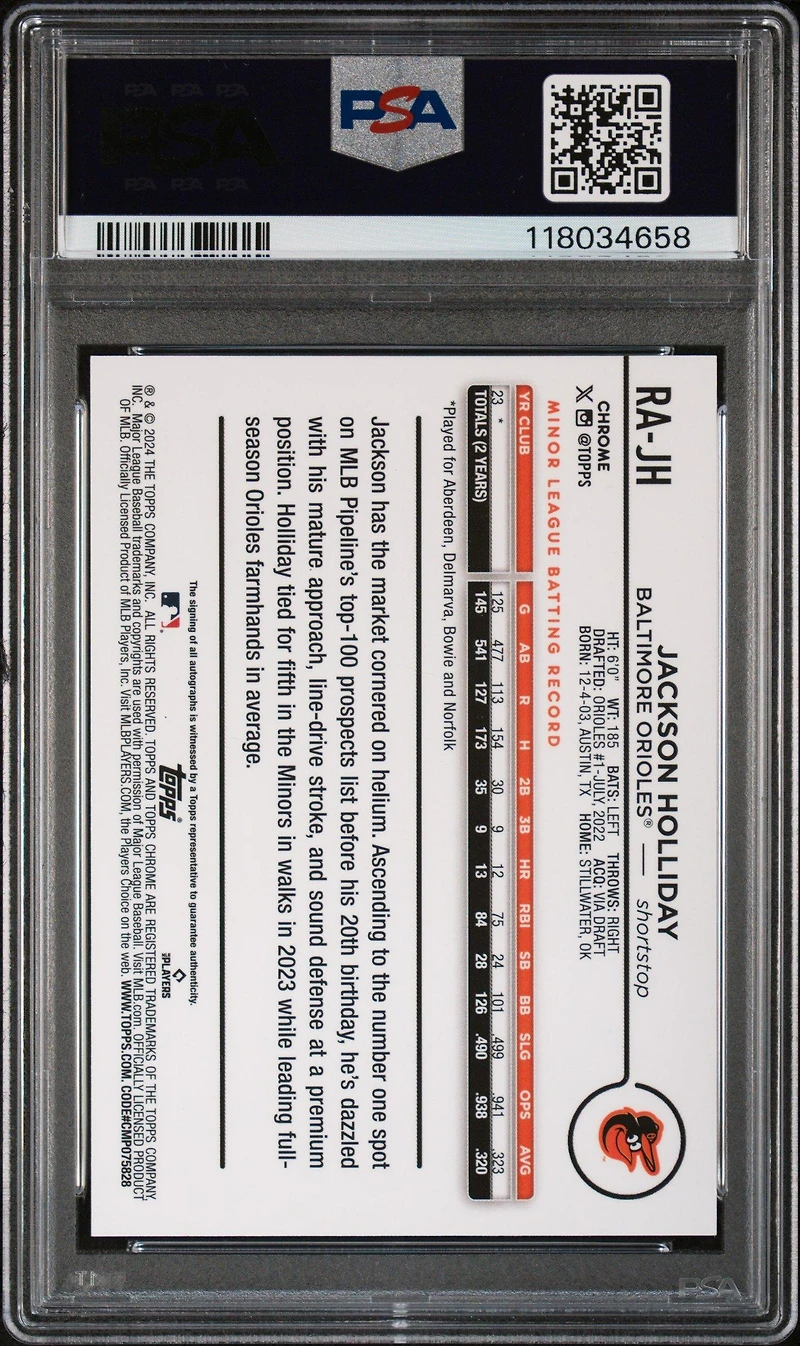 PSA PSA PSA
PSA
PSA PSA PSA
PSA
118034658
RA-JH
JACKSON HOLLIDAY
BALTIMORE ORIOLES® — shortstop
CHROME
X @TOPPS
HT: 6'0" WT: 185 BATS: LEFT THROWS: RIGHT
DRAFTED: ORIOLES #1-JULY, 2022 ACQ: VIA DRAFT
BORN: 12-4-03, AUSTIN, TX HOME: STILLWATER, OK
MINOR LEAGUE BATTING RECORD
YR CLUB G AB R H 2B 3B HR RBI SB BB SLG OPS AVG
23 * 125 477 113 154 30 9 12 75 24 101 .499 .941 .323
TOTALS (2 YEARS) 145 541 127 173 35 9 13 84 28 126 .490 .938 .320
*Played for Aberdeen, Delmarva, Bowie and Norfolk
Jackson has the market cornered on helium. Ascending to the number one spot
on MLB Pipeline's top-100 prospects list before his 20th birthday, he's dazzled
with his mature approach, line-drive stroke, and sound defense at a premium
position. Holliday tied for fifth in the Minors in walks in 2023 while leading full-
season Orioles farmhands in average.
The signing of all autographs is witnessed by a Topps representative to guarantee authenticity.
topps®
PLAYERS
® & © 2024 THE TOPPS COMPANY, INC. ALL RIGHTS RESERVED. TOPPS AND TOPPS CHROME ARE REGISTERED TRADEMARKS OF THE TOPPS COMPANY,
INC. Major League Baseball trademarks and copyrights are used with permission of Major League Baseball. Visit MLB.com. OFFICIALLY LICENSED PRODUCT
OF MLB. Officially Licensed Product of MLB Players, Inc. Visit MLBPLAYERS.COM, the Players Choice on the web. WWW.TOPPS.COM. CODE#CMP075828
PSA